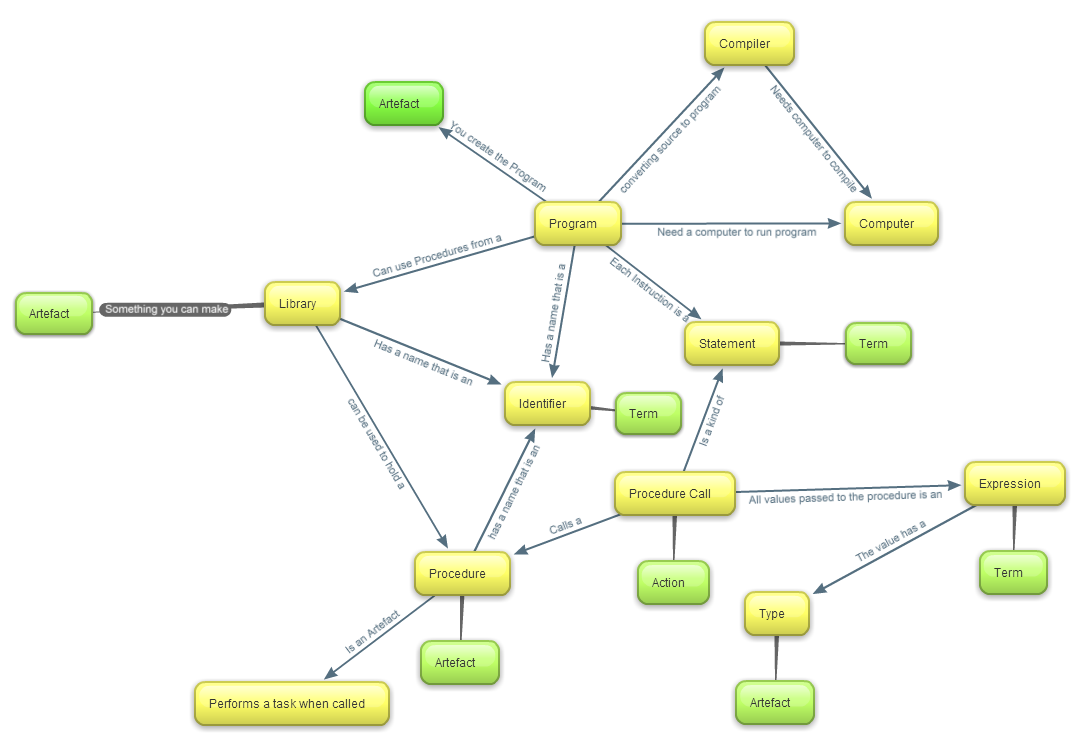 Compiler
Artefact
You create the Program
converting source to program
Needs computer to compile
Program
Computer
Need a computer to run program
Can use Procedures from a
Each Instruction is a
Has a name that is a
Artefact
Something you can make
Library
Statement
Term
Has a name that is an
Identifier
Term
can be used to hold a
has a name that is an
Is a kind of
Procedure Call
All values passed to the procedure is an
Expression
Calls a
The value has a
Procedure
Action
Term
Type
Is an Artefact
Artefact
Performs a task when called
Artefact